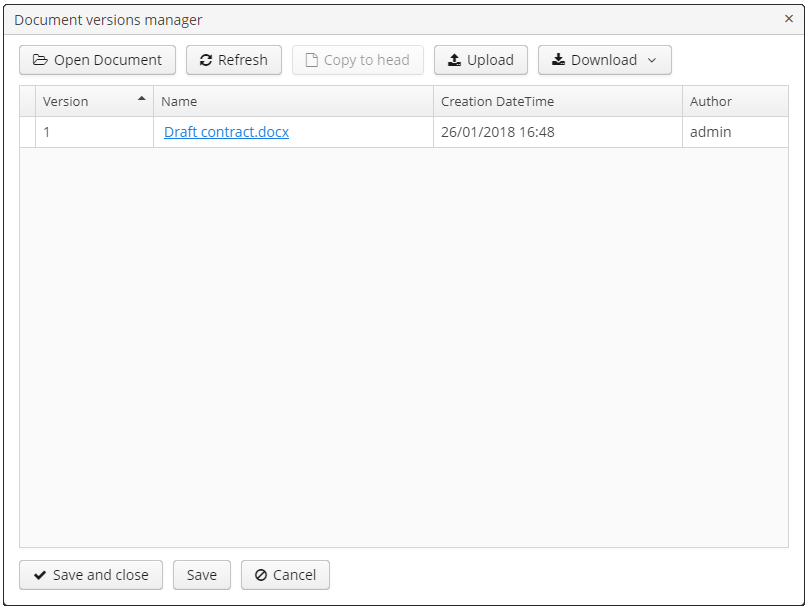 Document versions manager ×
Open Document Refresh Copy to head Upload Download
Version Name Creation DateTime Author
1 Draft contract.docx 26/01/2018 16:48 admin
Save and close Save Cancel